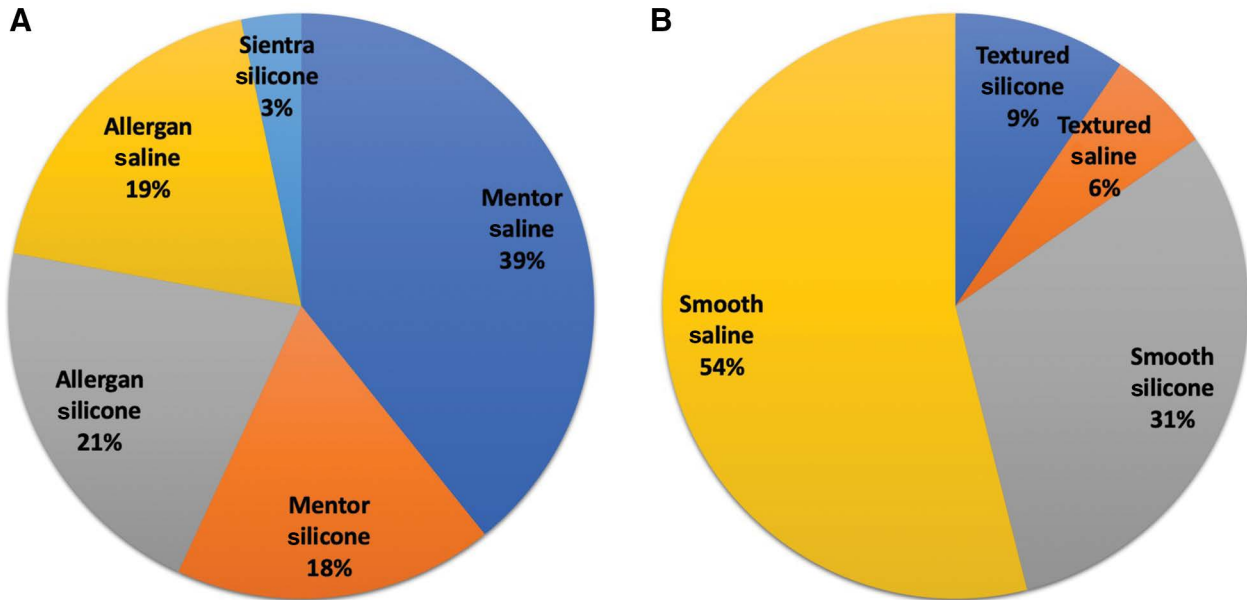 A
Sientra
silicone
3%
Allergan
saline
19%
Mentor
saline
39%
Allergan
silicone
21%
Mentor
silicone
18%
B
Textured
silicone
9%
Textured
saline
6%
Smooth
saline
54%
Smooth
silicone
31%